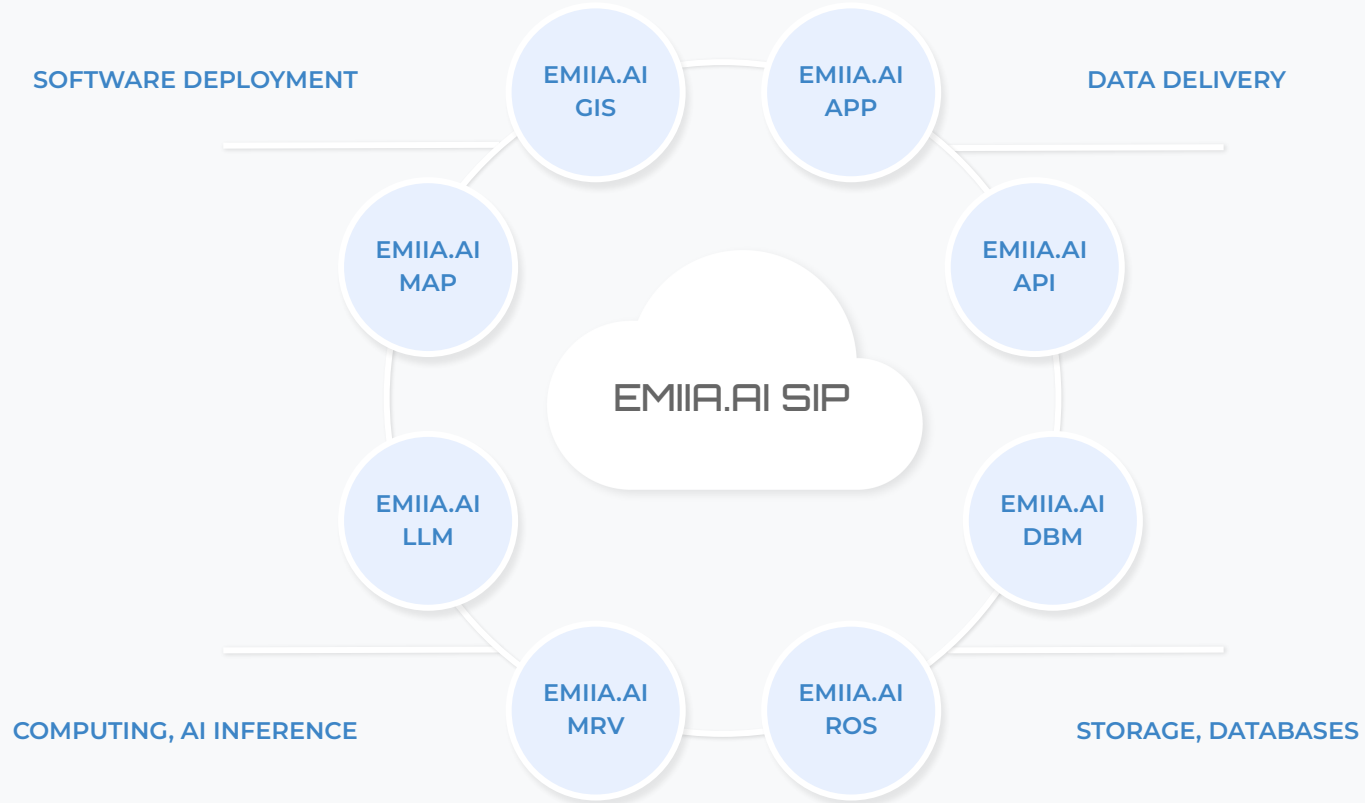 SOFTWARE DEPLOYMENT
EMIIA.AI
GIS
EMIIA.AI
APP
DATA DELIVERY
EMIIA.AI
MAP
EMIIA.AI
API
EMIIA.AI SIP
EMIIA.AI
LLM
EMIIA.AI
DBM
EMIIA.AI
MRV
EMIIA.AI
ROS
COMPUTING, AI INFERENCE
STORAGE, DATABASES